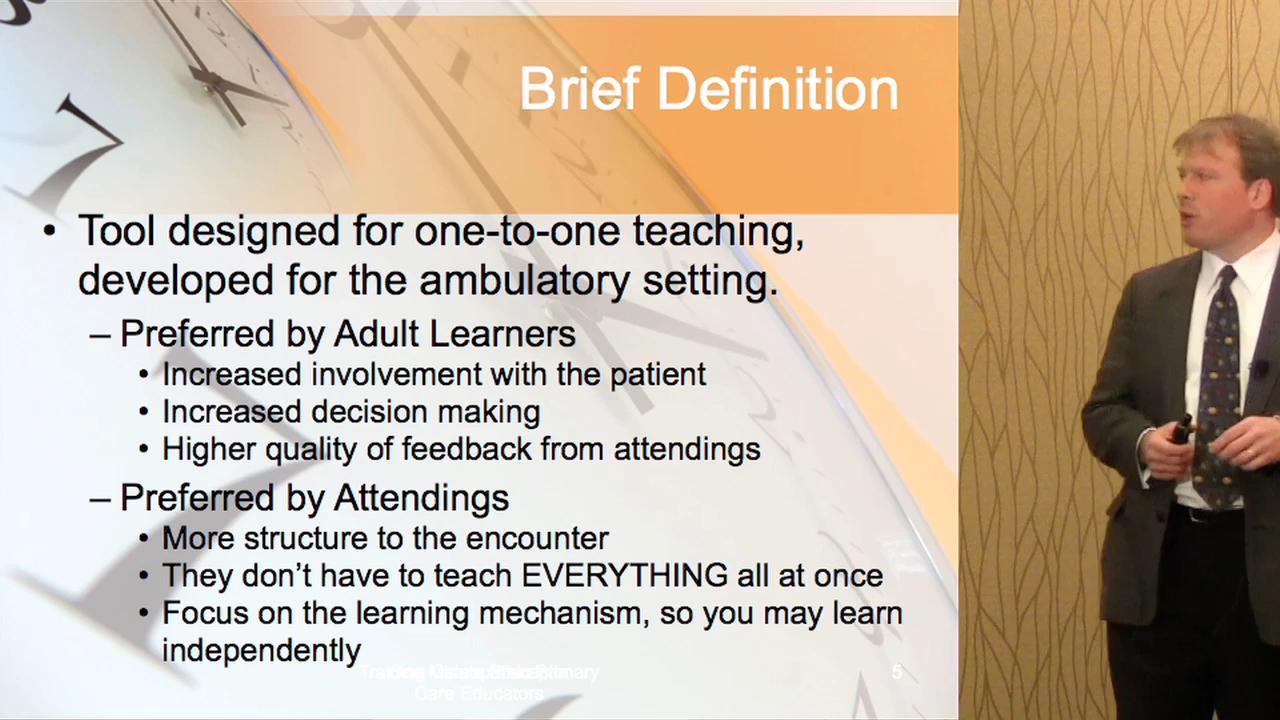 Brief Definition
• Tool designed for one-to-one teaching,
developed for the ambulatory setting.
– Preferred by Adult Learners
• Increased involvement with the patient
• Increased decision making
• Higher quality of feedback from attendings
– Preferred by Attendings
• More structure to the encounter
• They don’t have to teach EVERYTHING all at once
• Focus on the learning mechanism, so you may learn
independently
Care Educators
5